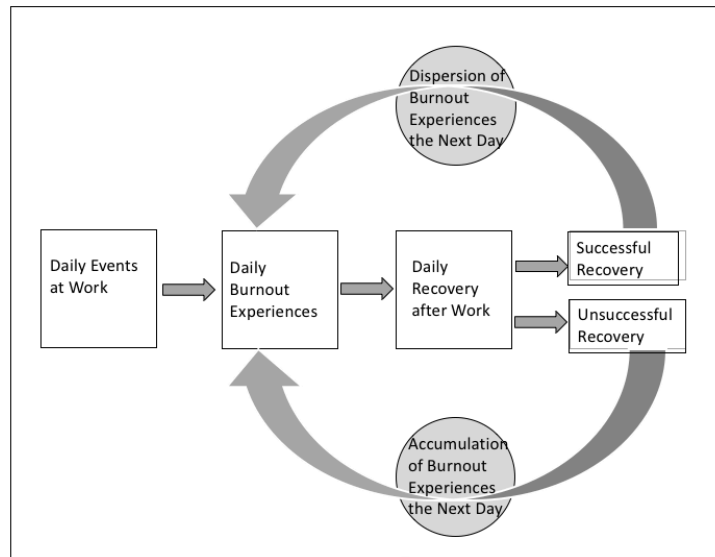 Dispersion of
Burnout
Experiences
the Next Day
Daily Events
at Work
Daily
Burnout
Experiences
Daily
Recovery
after Work
Successful
Recovery
Unsuccessful
Recovery
Accumulation
of Burnout
Experiences
the Next Day